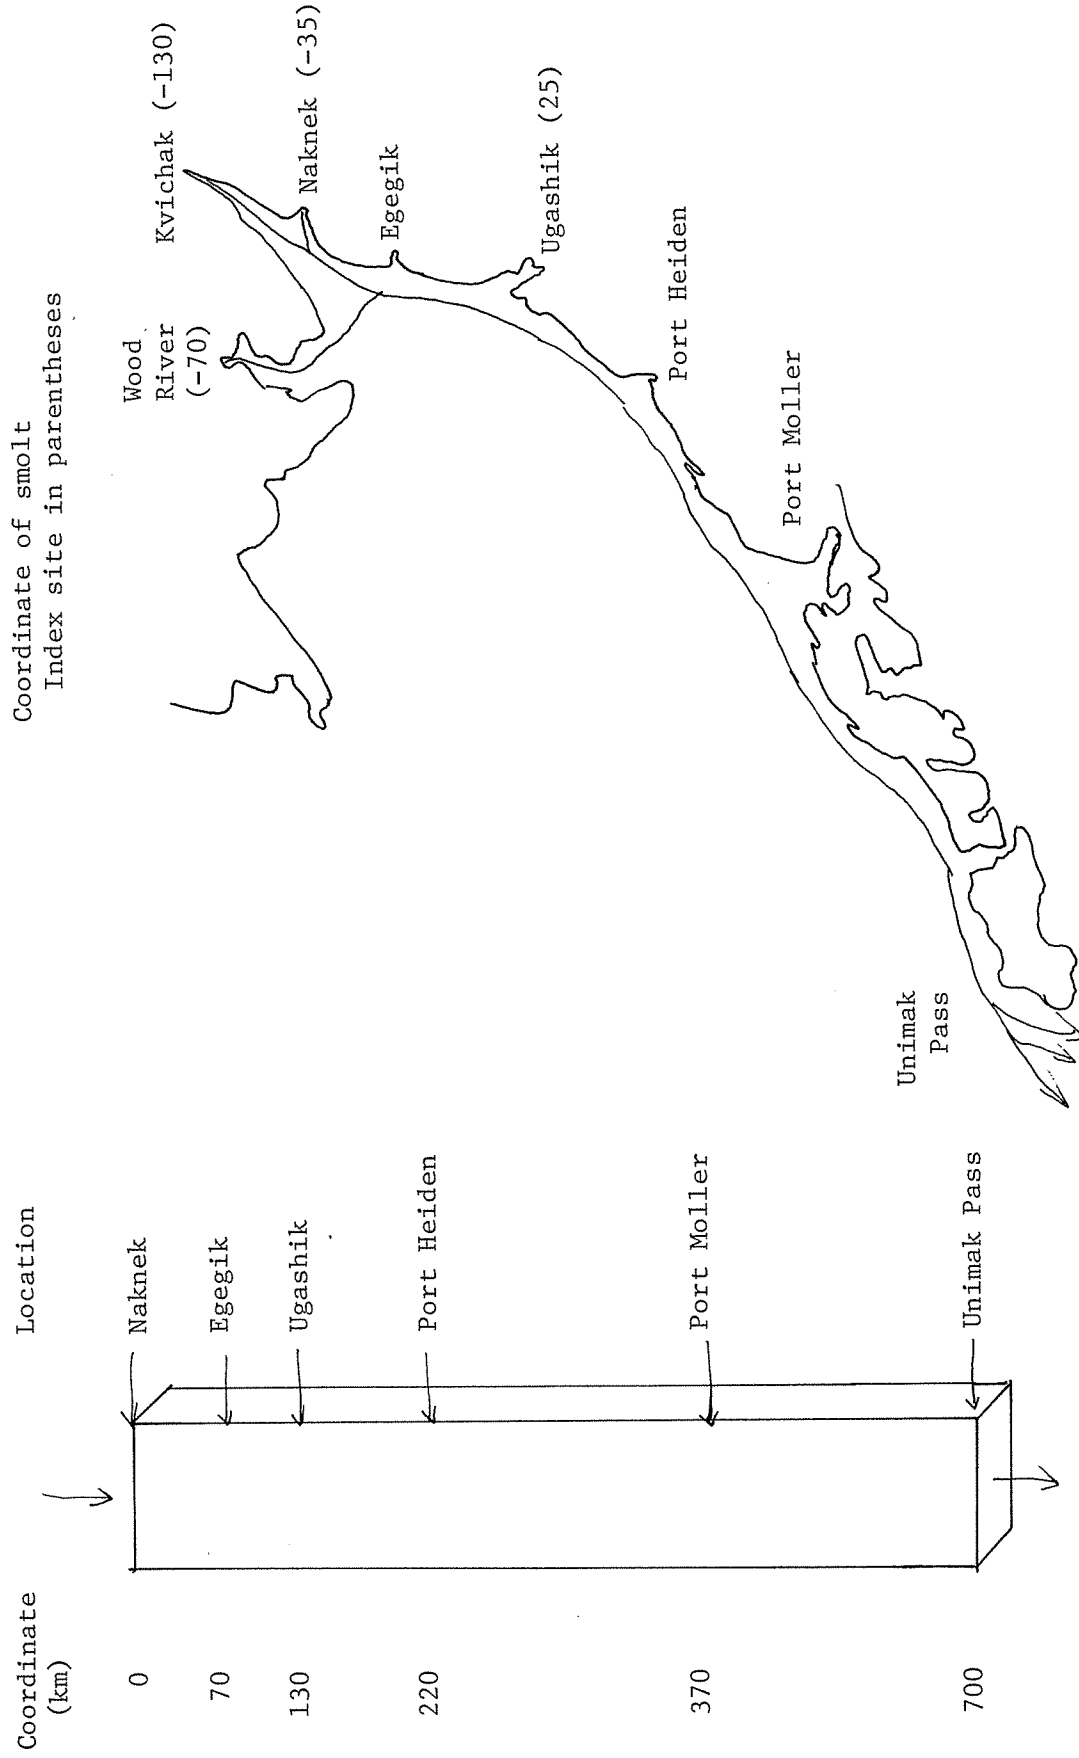 Coordinate
(km)
Location
0
Naknek
70
Egegik
130
Ugashik
220
Port Heiden
370
Port Moller
700
Unimak Pass
Coordinate of smolt
Index site in parentheses
Wood
River
(-70)
Kvichak (-130)
Naknek (-35)
Egegik
Ugashik (25)
Port Heiden
Port Moller
Unimak
Pass